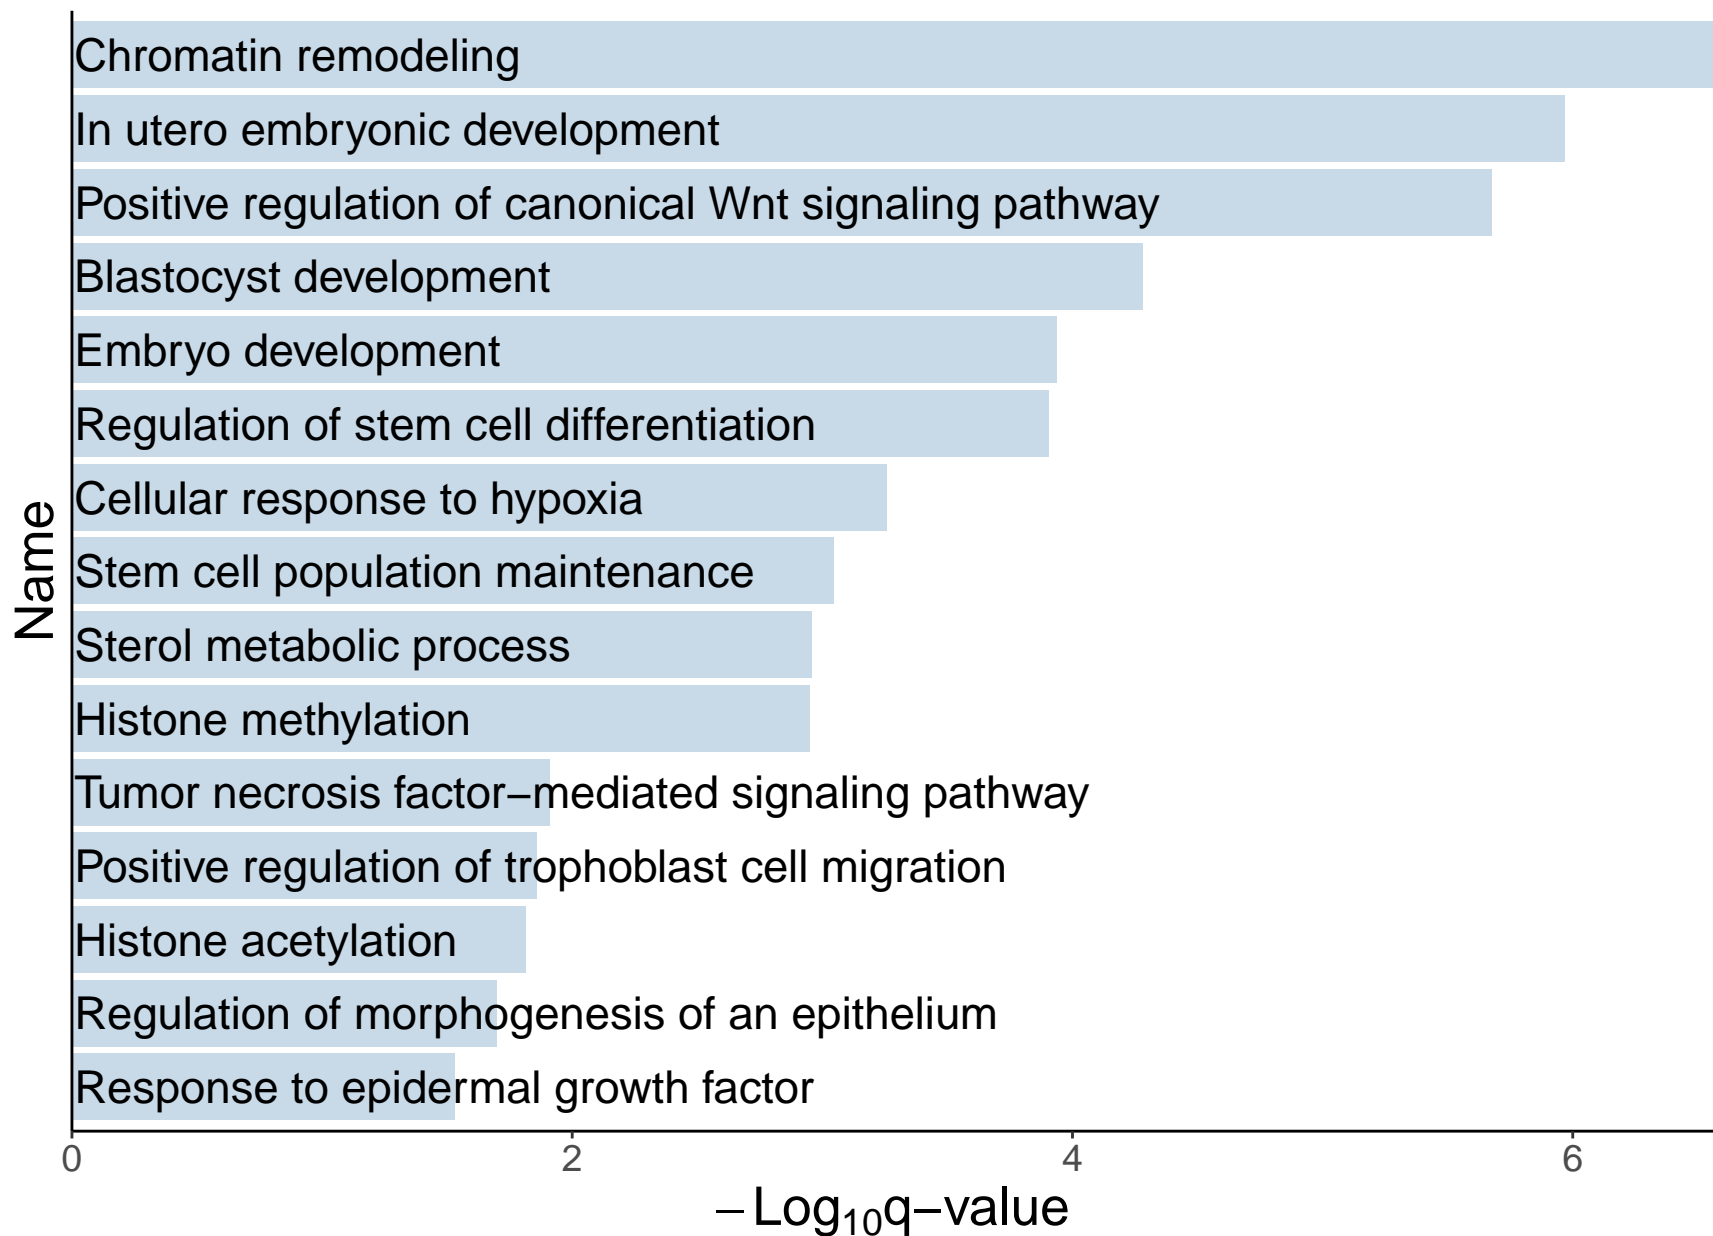 Chromatin remodeling
In utero embryonic development
Positive regulation of canonical Wnt signaling pathway
Blastocyst development
Embryo development
Regulation of stem cell differentiation
Cellular response to hypoxia
Stem cell population maintenance
Sterol metabolic process
Histone methylation
Tumor necrosis factor−mediated signaling pathway
Positive regulation of trophoblast cell migration
Histone acetylation
Regulation of morphogenesis of an epithelium
Response to epidermal growth factor
Name
0 2 4 6
−Log₁₀q−value